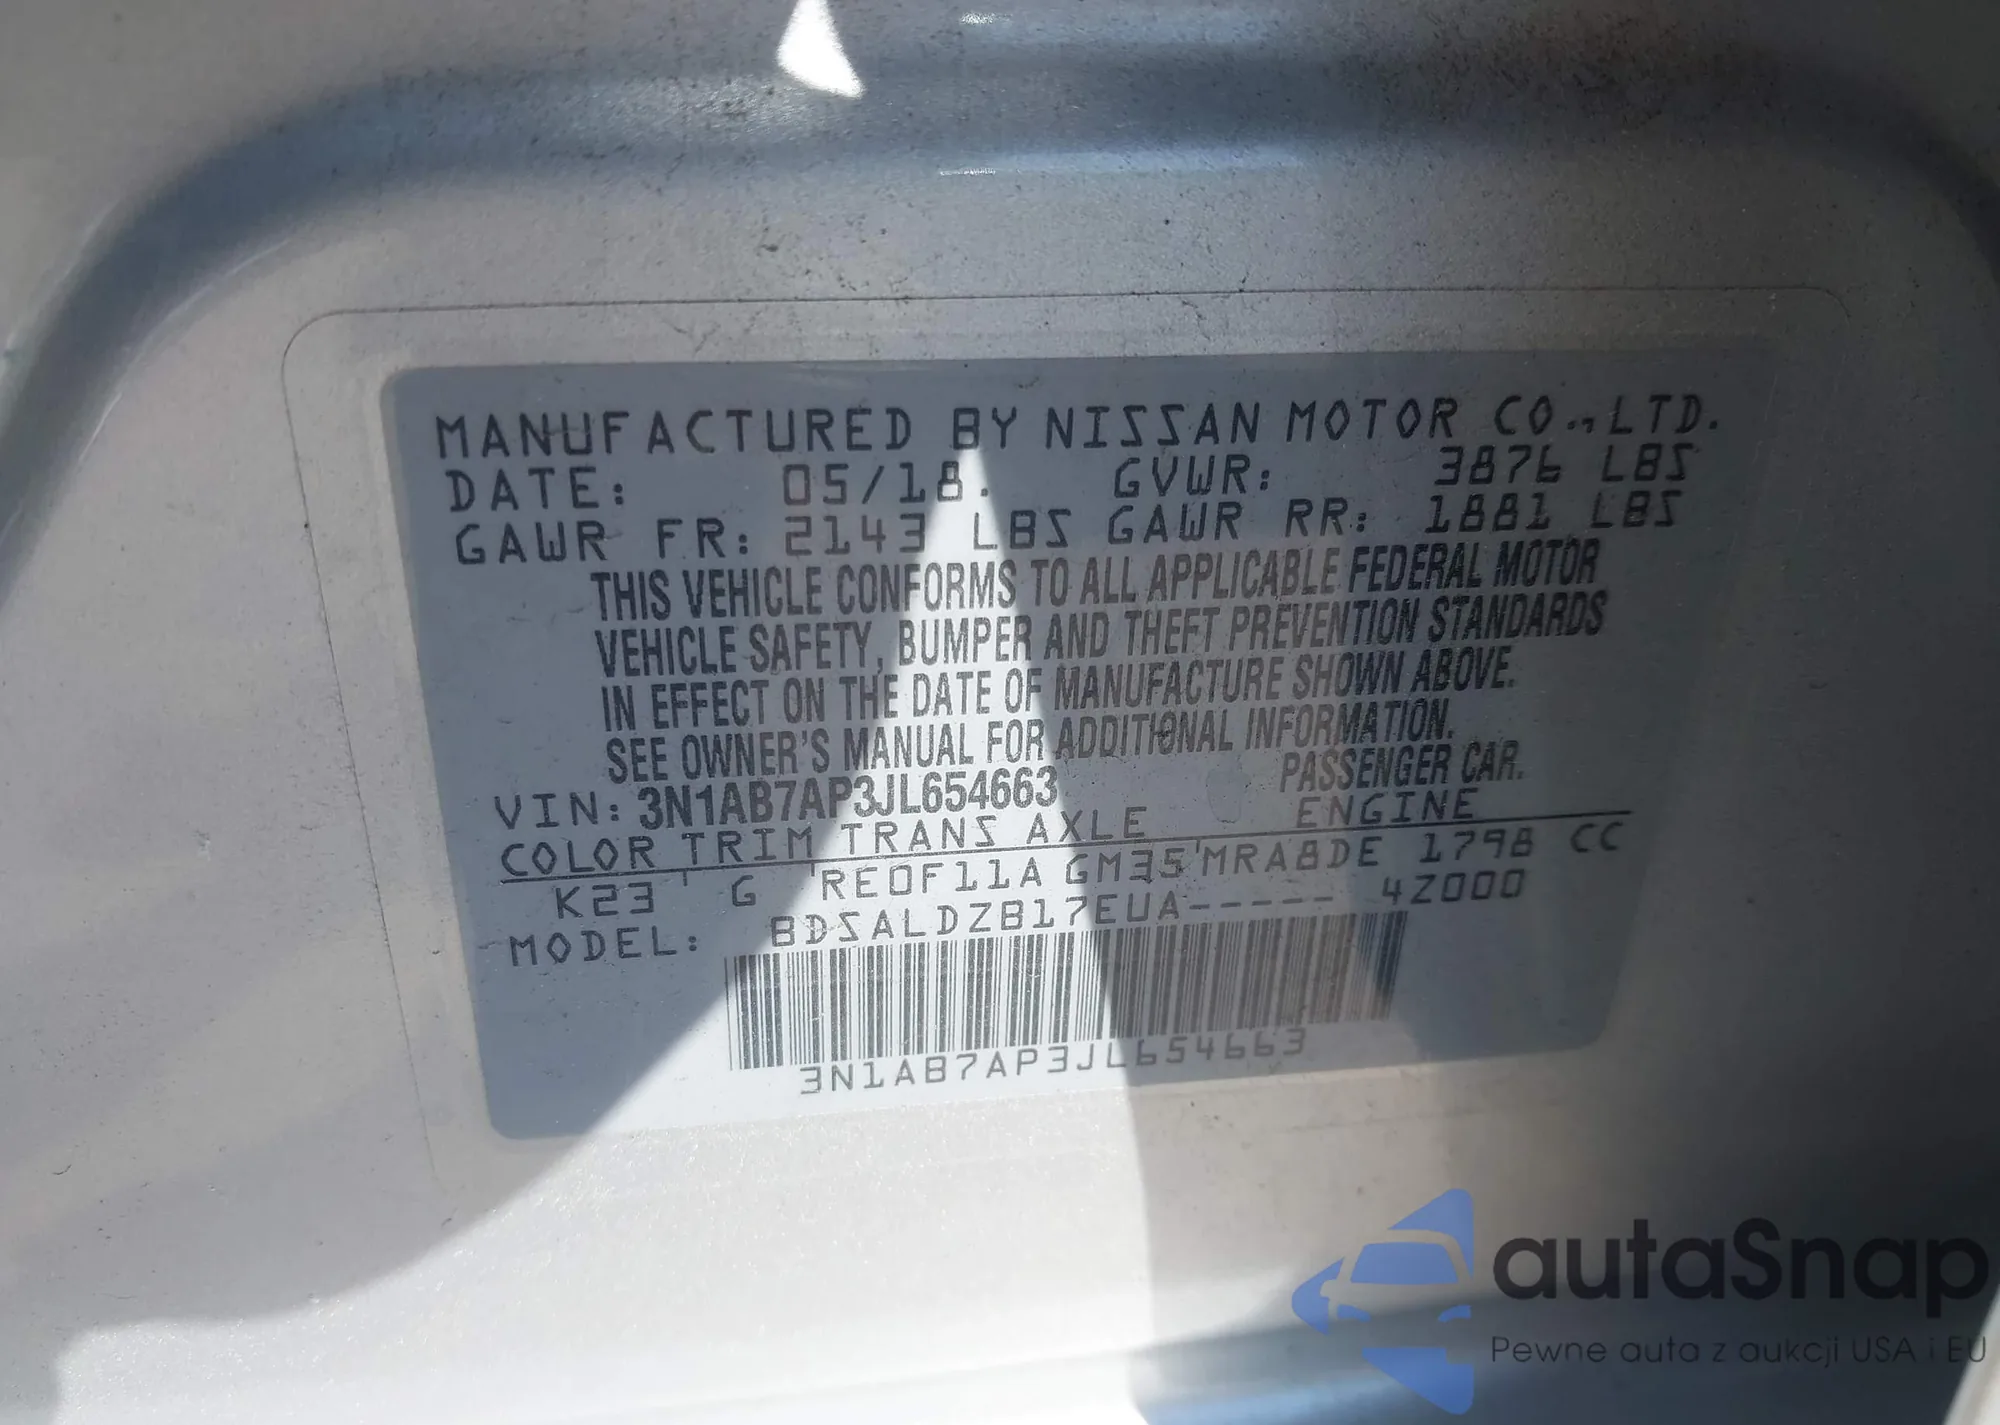 MANUFACTURED BY NISSAN MOTOR CO.,LTD.
DATE: 05/18. GVWR: 3876 LBS
GAWR FR: 2143 LBS GAWR RR: 1881 LBS
THIS VEHICLE CONFORMS TO ALL APPLICABLE FEDERAL MOTOR
VEHICLE SAFETY, BUMPER AND THEFT PREVENTION STANDARDS
IN EFFECT ON THE DATE OF MANUFACTURE SHOWN ABOVE.
SEE OWNER'S MANUAL FOR ADDITIONAL INFORMATION.
VIN: 3N1AB7AP3JL654663 PASSENGER CAR.
COLOR TRIM TRANS AXLE ENGINE
K23 G RE0F11A GM35 MRA8DE 1798 CC
MODEL: BDSALDZB17EUA----- 4Z000
3N1AB7AP3JL654663
autaSnap
Pewne auta z aukcji USA i EU